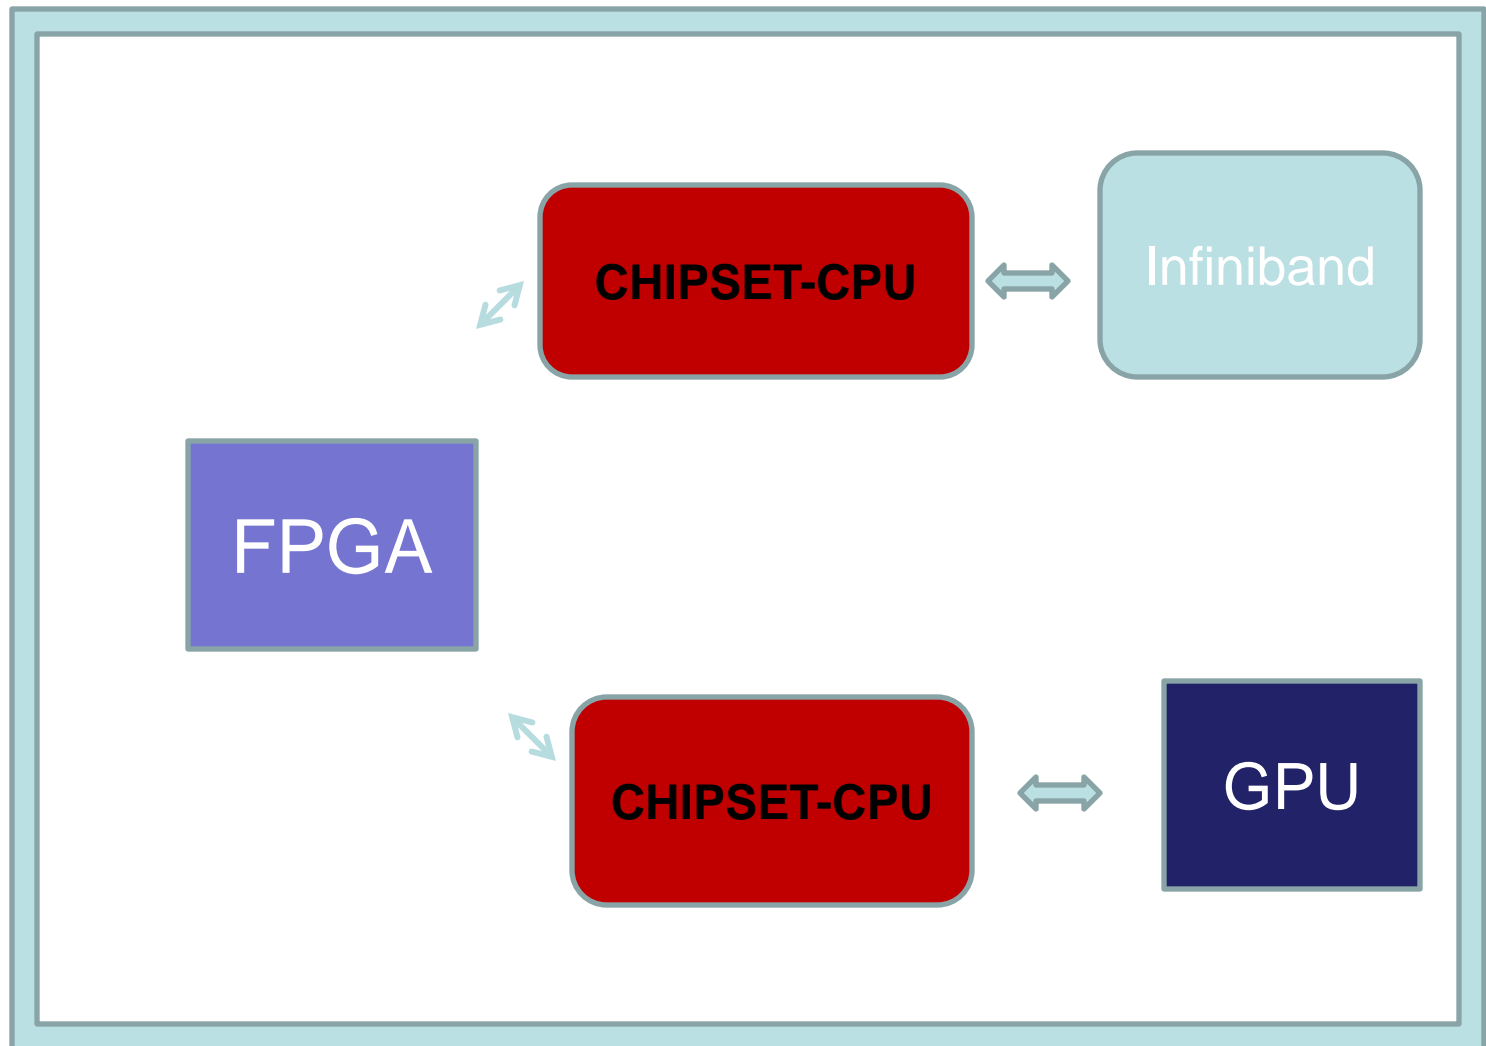 CHIPSET-CPU
Infiniband
FPGA
CHIPSET-CPU
GPU